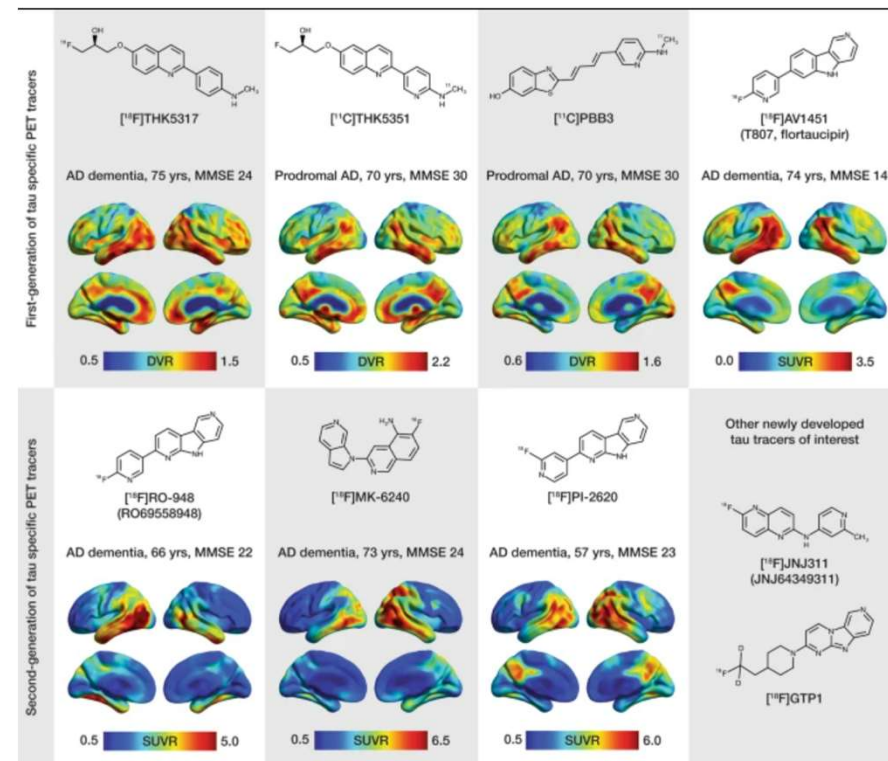 First-generation of tau specific PET tracers
[¹⁸F]THK5317
AD dementia, 75 yrs, MMSE 24
0.5 DVR 1.5
[¹¹C]THK5351
Prodromal AD, 70 yrs, MMSE 30
0.5 DVR 2.2
[¹¹C]PBB3
Prodromal AD, 70 yrs, MMSE 30
0.6 DVR 1.6
[¹⁸F]AV1451
(T807, flortaucipir)
AD dementia, 74 yrs, MMSE 14
0.0 SUVR 3.5
Second-generation of tau specific PET tracers
[¹⁸F]RO-948
(RO69558948)
AD dementia, 66 yrs, MMSE 22
0.5 SUVR 5.0
[¹⁸F]MK-6240
AD dementia, 73 yrs, MMSE 24
0.5 SUVR 6.5
[¹⁸F]PI-2620
AD dementia, 57 yrs, MMSE 23
0.5 SUVR 6.0
Other newly developed
tau tracers of interest
[¹⁸F]JNJ311
(JNJ64349311)
[¹⁸F]GTP1